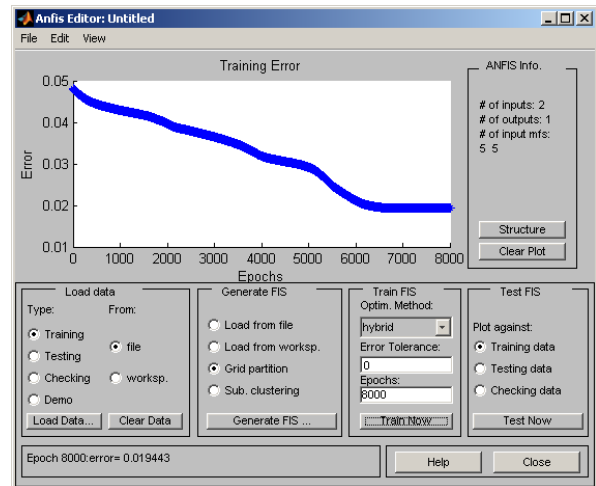 Anfis Editor: Untitled
File Edit View
Training Error
0.05
0.04
0.03
0.02
0.01
Error
0 1000 2000 3000 4000 5000 6000 7000 8000
Epochs
ANFIS Info.
# of inputs: 2
# of outputs: 1
# of input mfs:
5 5
Structure
Clear Plot
Load data
Type: From:
Training
Testing
Checking
Demo
file
worksp.
Load Data...
Clear Data
Generate FIS
Load from file
Load from worksp.
Grid partition
Sub. clustering
Generate FIS ...
Train FIS
Optim. Method:
hybrid
Error Tolerance:
0
Epochs:
8000
Train Now
Test FIS
Plot against:
Training data
Testing data
Checking data
Test Now
Epoch 8000:error= 0.019443
Help
Close